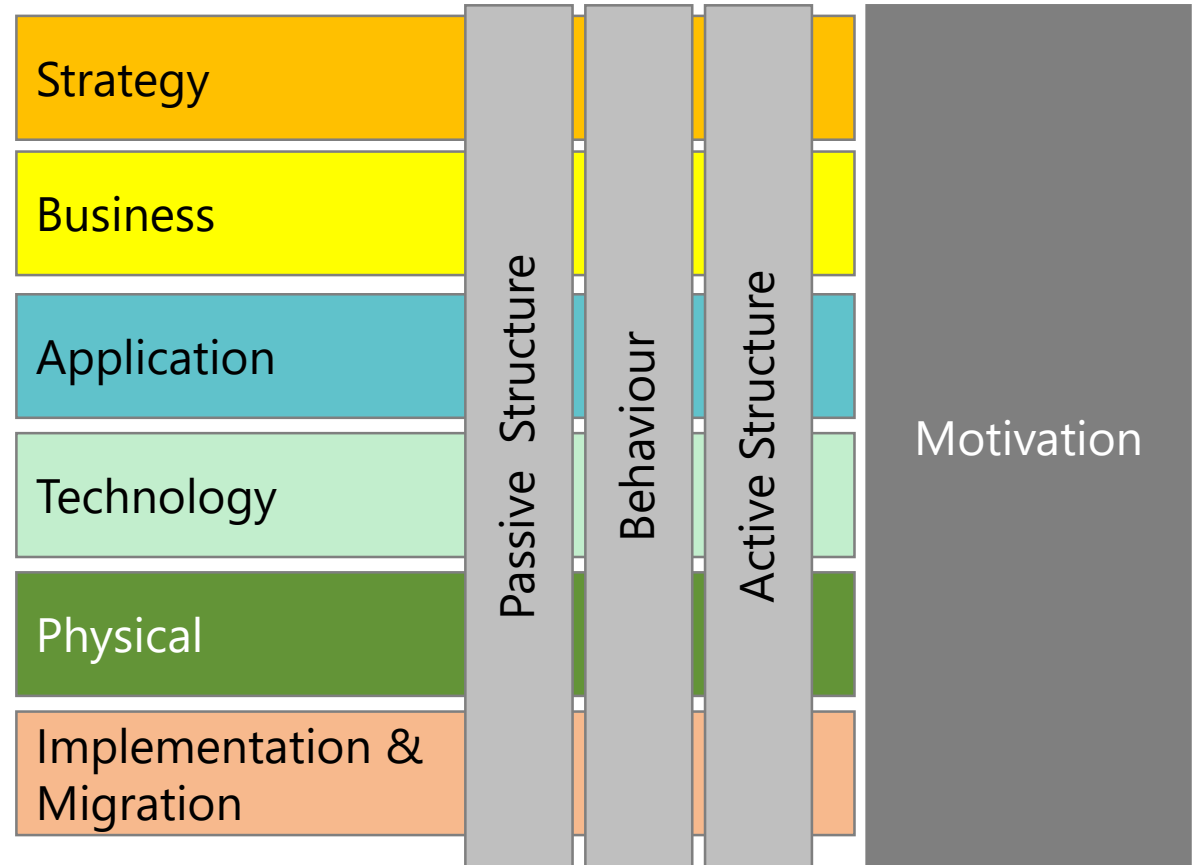 Strategy
Business
Application
Technology
Physical
Implementation &
Migration
Passive Structure
Behaviour
Active Structure
Motivation